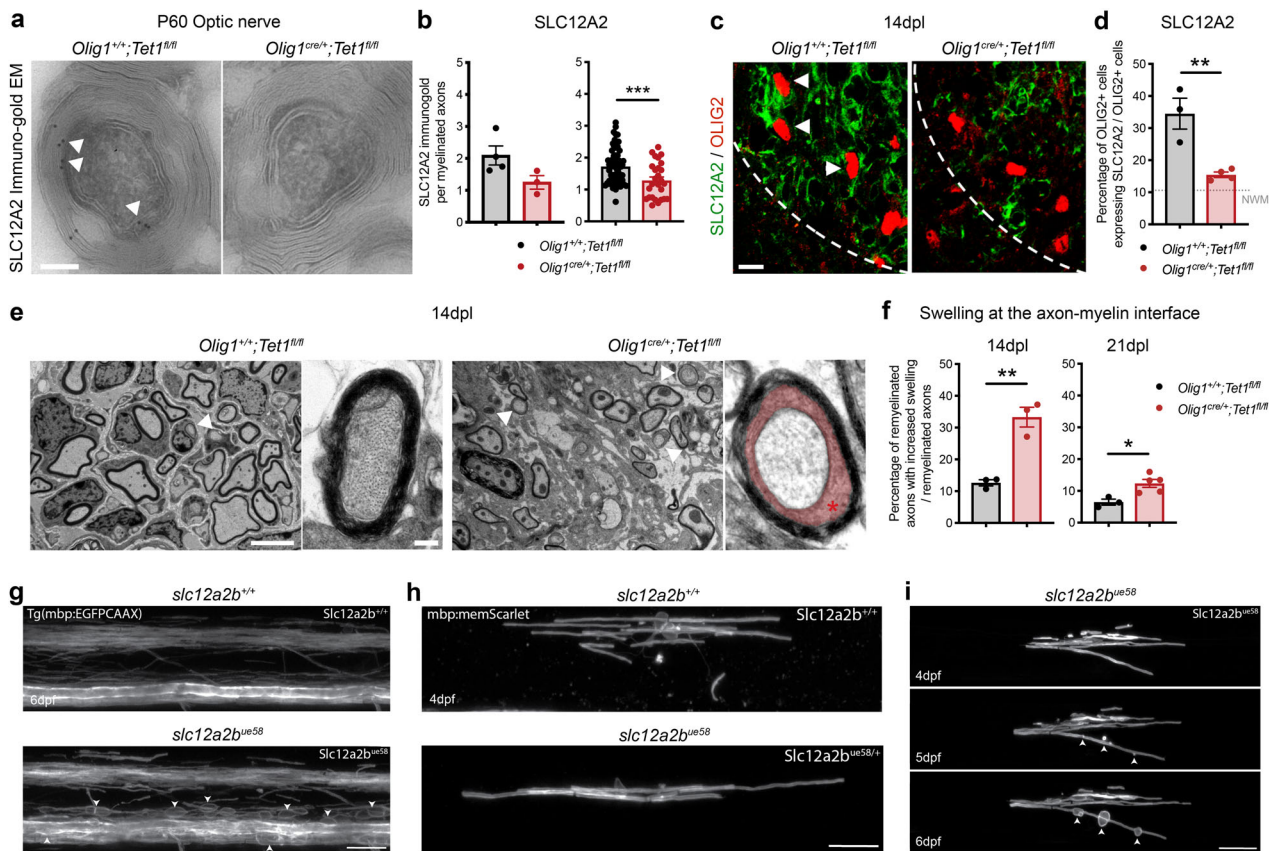 a
P60 Optic nerve
Olig1+/+;Tet1fl/fl
Olig1cre/+;Tet1fl/fl
SLC12A2 Immuno-gold EM
b
SLC12A2
SLC12A2 immunogold
per myelinated axons
5
4
3
2
1
0
5
4
3
2
1
0
***
Olig1+/+;Tet1fl/fl
Olig1cre/+;Tet1fl/fl
c
14dpl
Olig1+/+;Tet1fl/fl
Olig1cre/+;Tet1fl/fl
SLC12A2 / OLIG2
d
SLC12A2
Percentage of OLIG2+ cells
expressing SLC12A2 / OLIG2+ cells
50
40
30
20
10
0
**
NWM
Olig1+/+;Tet1fl/fl
Olig1cre/+;Tet1fl/fl
e
14dpl
Olig1+/+;Tet1fl/fl
Olig1cre/+;Tet1fl/fl
*
f
Swelling at the axon-myelin interface
14dpl
21dpl
Percentage of remyelinated
axons with increased swelling
/ remyelinated axons
50
40
30
20
10
0
**
50
40
30
20
10
0
*
Olig1+/+;Tet1fl/fl
Olig1cre/+;Tet1fl/fl
g
slc12a2b+/+
Tg(mbp:EGFPCAAX)
Slc12a2b+/+
6dpf
slc12a2bue58
Slc12a2bue58
h
slc12a2b+/+
mbp:memScarlet
Slc12a2b+/+
4dpf
slc12a2bue58
Slc12a2bue58/+
i
slc12a2bue58
Slc12a2bue58
4dpf
5dpf
6dpf